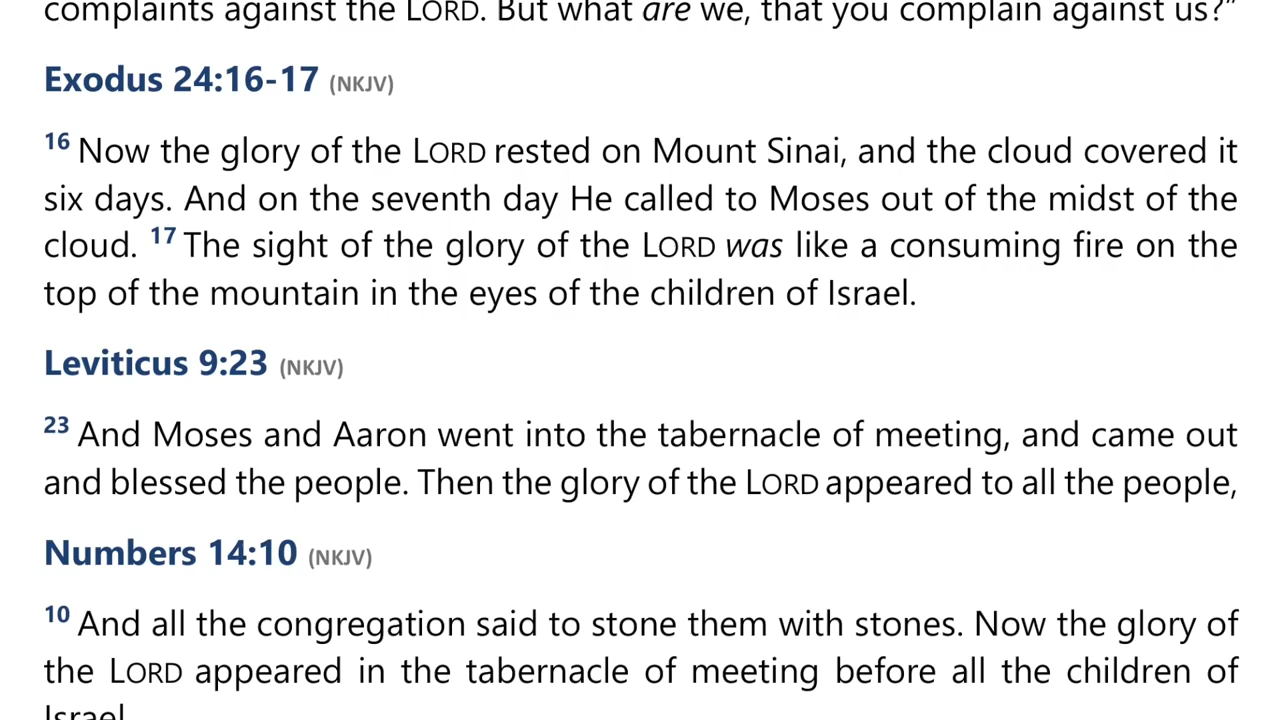 complaints against the LORD. But what are we, that you complain against us?”
Exodus 24:16-17 (NKJV)
16 Now the glory of the LORD rested on Mount Sinai, and the cloud covered it
six days. And on the seventh day He called to Moses out of the midst of the
cloud. 17 The sight of the glory of the LORD was like a consuming fire on the
top of the mountain in the eyes of the children of Israel.
Leviticus 9:23 (NKJV)
23 And Moses and Aaron went into the tabernacle of meeting, and came out
and blessed the people. Then the glory of the LORD appeared to all the people,
Numbers 14:10 (NKJV)
10 And all the congregation said to stone them with stones. Now the glory of
the LORD appeared in the tabernacle of meeting before all the children of
Israel.